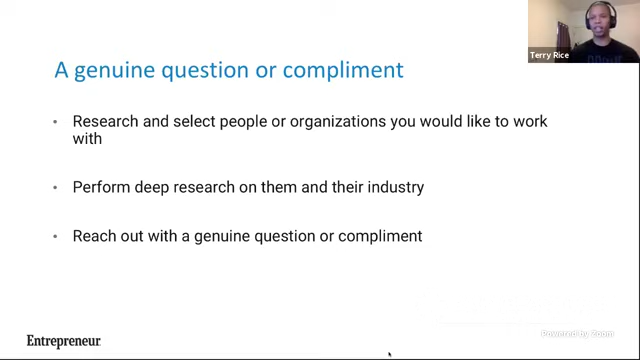 Terry Rice
A genuine question or compliment
• Research and select people or organizations you would like to work
with
• Perform deep research on them and their industry
• Reach out with a genuine question or compliment
Entrepreneur
Powered by Zoom